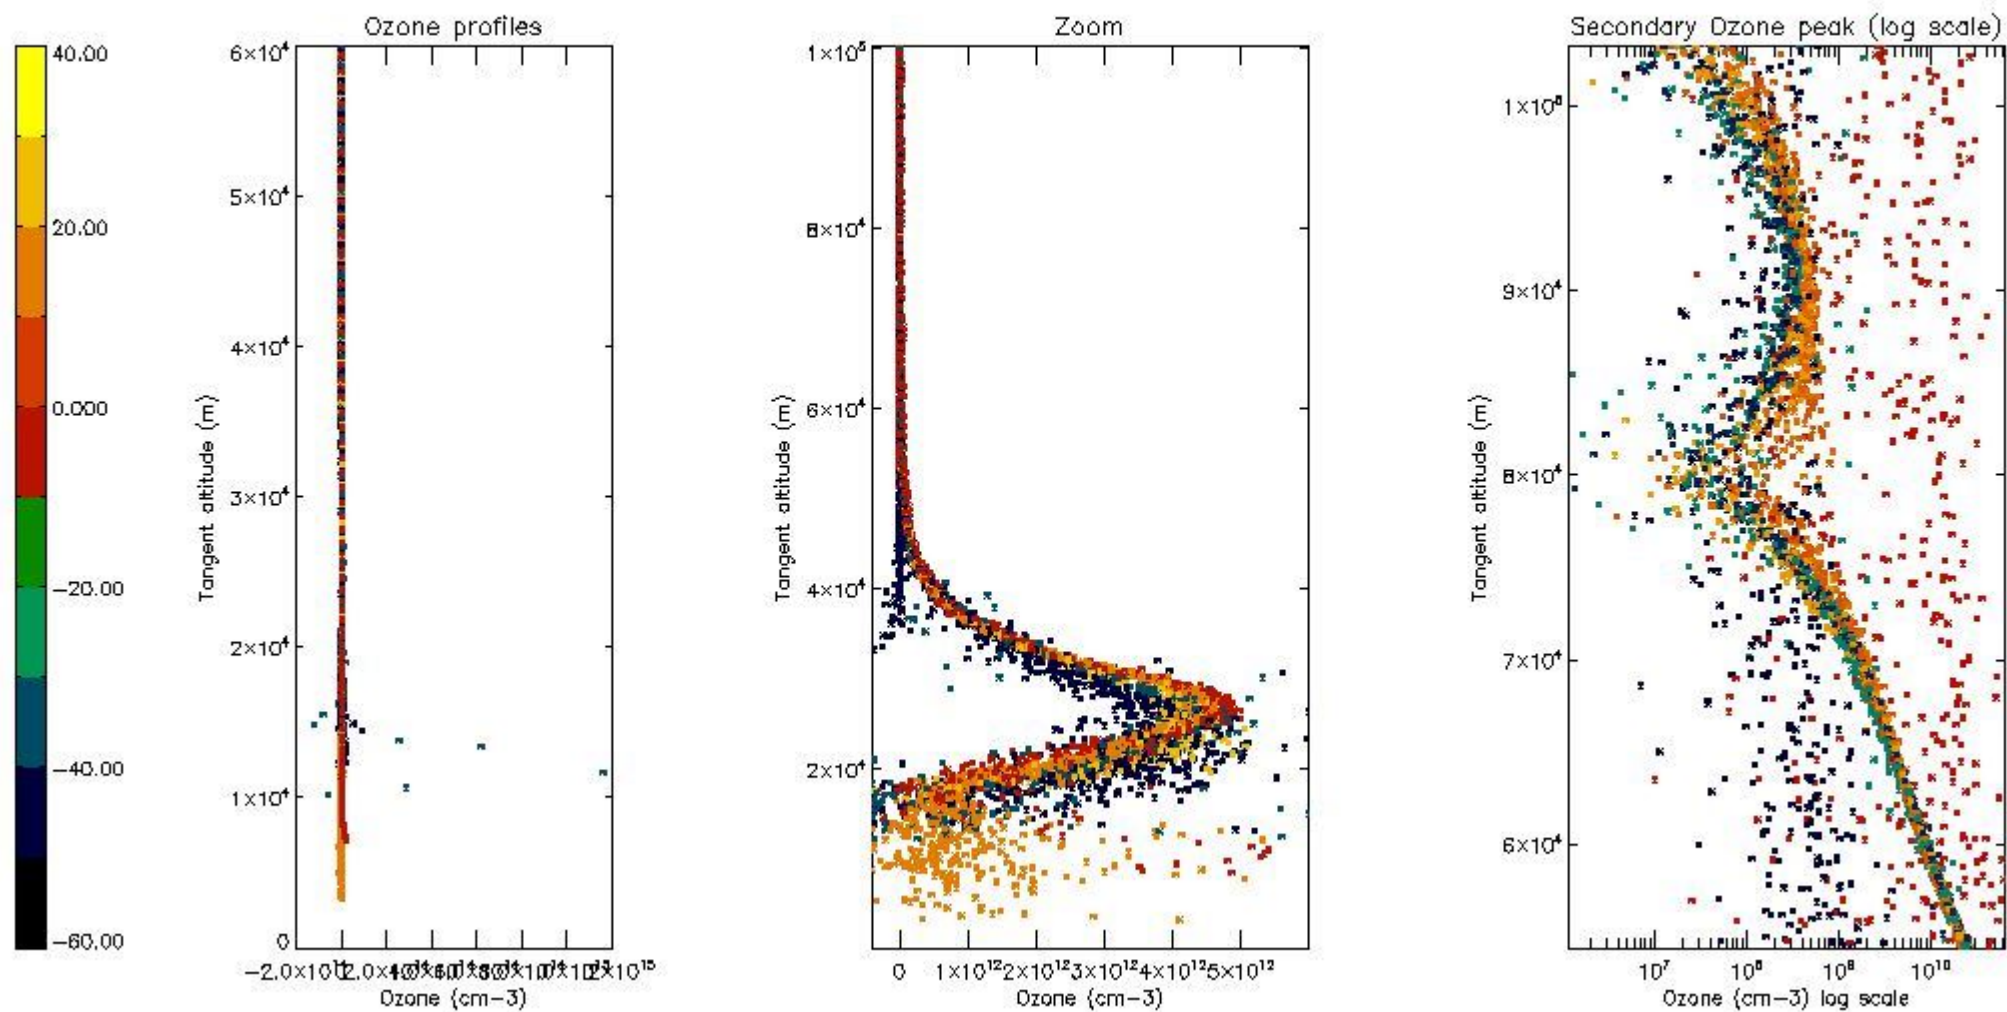 Ozone profiles
Zoom
Secondary Ozone peak (log scale)
40.00
20.00
0.000
-20.00
-40.00
-60.00
6×10⁴
5×10⁴
4×10⁴
3×10⁴
2×10⁴
1×10⁴
0
Tangent altitude (m)
Ozone (cm-3)
1×10⁵
8×10⁴
6×10⁴
4×10⁴
2×10⁴
Tangent altitude (m)
0 1×10¹² 2×10¹² 3×10¹² 4×10¹² 5×10¹²
Ozone (cm-3)
1×10⁵
9×10⁴
8×10⁴
7×10⁴
6×10⁴
Tangent altitude (m)
10⁷ 10⁸ 10⁹ 10¹⁰
Ozone (cm-3) log scale